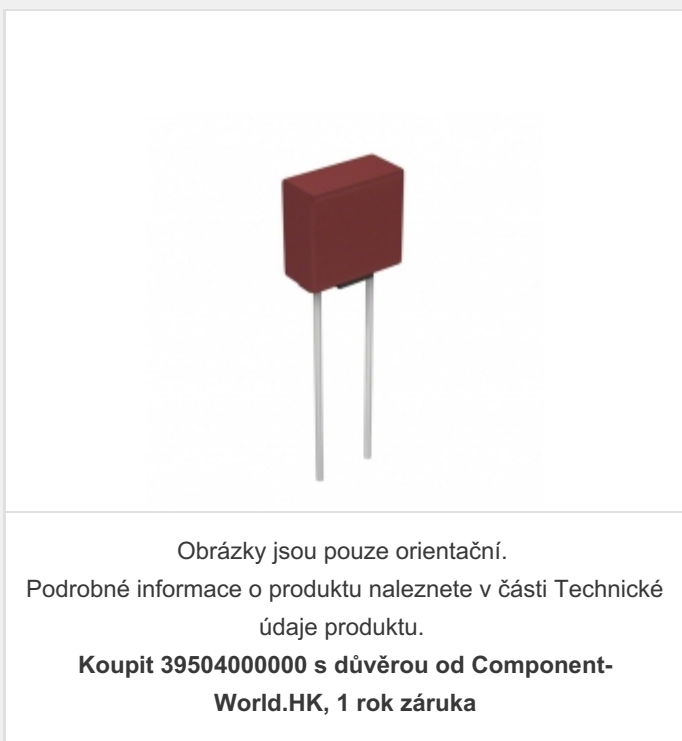 Obrázky jsou pouze orientační.
Podrobné informace o produktu naleznete v části Technické
údaje produktu.
Koupit 39504000000 s důvěrou od Component-
World.HK, 1 rok záruka